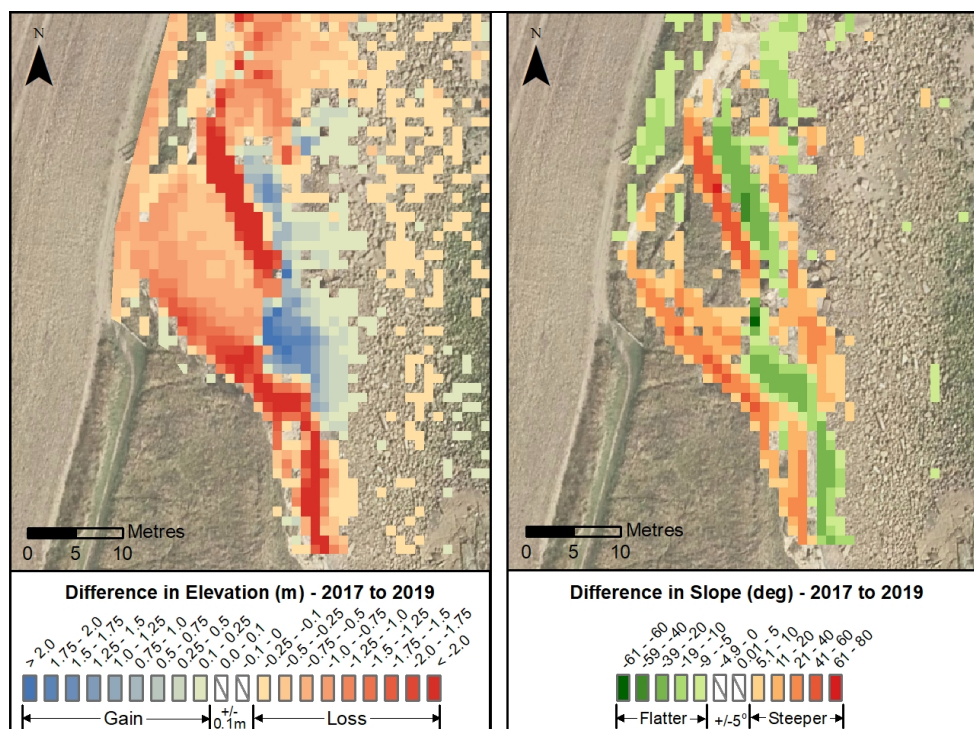 N
Metres
0 5 10
Difference in Elevation (m) - 2017 to 2019
> 2.0
1.75 - 2.0
1.5 - 1.75
1.25 - 1.5
1.0 - 1.25
0.75 - 1.0
0.5 - 0.75
0.25 - 0.5
0.1 - 0.25
0.0 - 0.1
-0.1 - 0
-0.25 - -0.1
-0.5 - -0.25
-0.75 - -0.5
-1.0 - -0.75
-1.25 - -1.0
-1.5 - -1.25
-1.75 - -1.5
-2.0 - -1.75
< -2.0
Gain
+/-
0.1m
Loss
N
Metres
0 5 10
Difference in Slope (deg) - 2017 to 2019
-61 - -60
-59 - -40
-39 - -20
-19 - -10
-9 - -5
-4.9 - 0
0.01 - 5
5.1 - 10
11 - 20
21 - 40
41 - 60
61 - 80
Flatter
+/-5°
Steeper